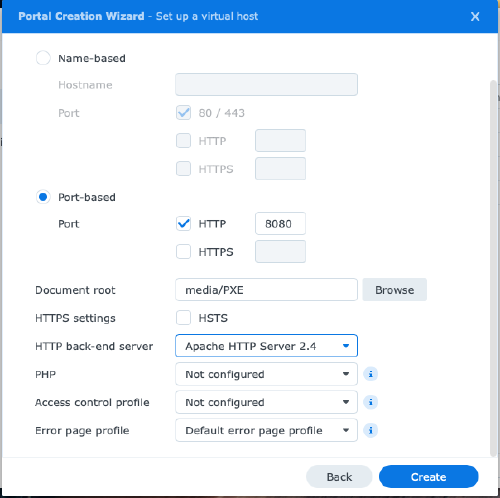 Portal Creation Wizard - Set up a virtual host
Name-based
Hostname
Port 80 / 443
HTTP
HTTPS
Port-based
Port HTTP 8080
HTTPS
Document root media/PXE Browse
HTTPS settings HSTS
HTTP back-end server Apache HTTP Server 2.4
PHP Not configured
Access control profile Not configured
Error page profile Default error page profile
Back Create